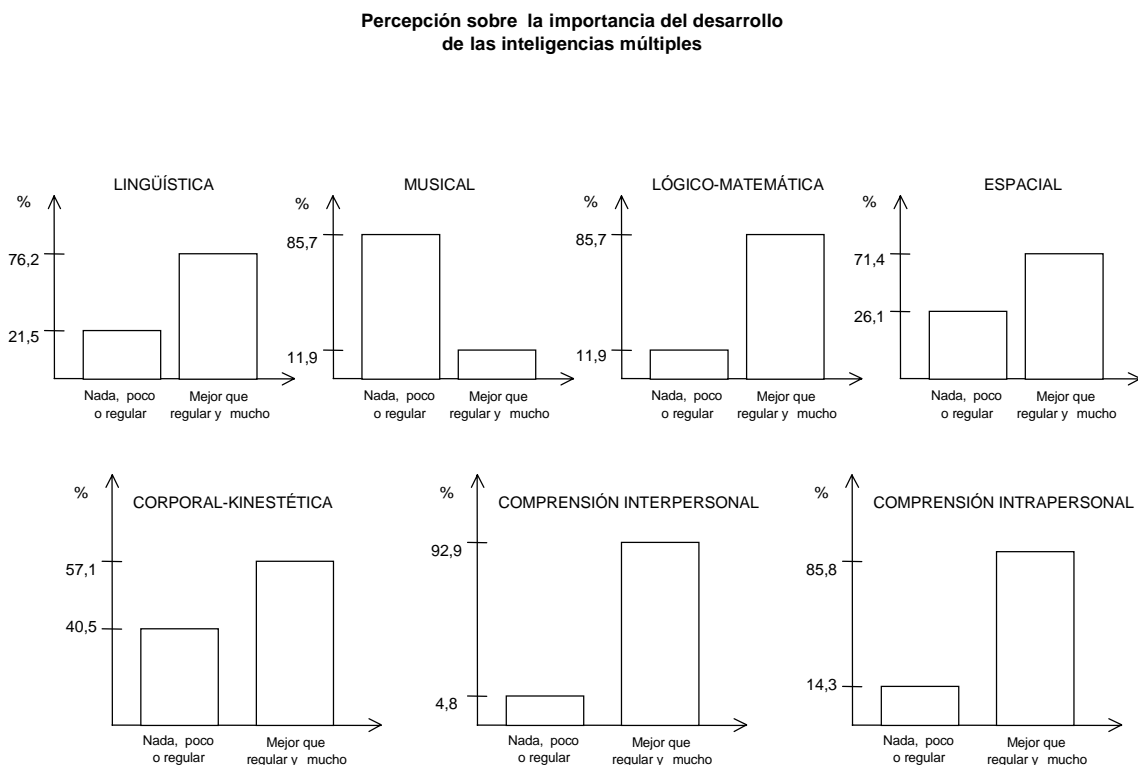 Percepción sobre la importancia del desarrollo
de las inteligencias múltiples
LINGÜÍSTICA
%
76,2
21,5
Nada, poco
o regular
Mejor que
regular y mucho
MUSICAL
%
85,7
11,9
Nada, poco
o regular
Mejor que
regular y mucho
LÓGICO-MATEMÁTICA
%
85,7
11,9
Nada, poco
o regular
Mejor que
regular y mucho
ESPACIAL
%
71,4
26,1
Nada, poco
o regular
Mejor que
regular y mucho
CORPORAL-KINESTÉTICA
%
57,1
40,5
Nada, poco
o regular
Mejor que
regular y mucho
COMPRENSIÓN INTERPERSONAL
%
92,9
4,8
Nada, poco
o regular
Mejor que
regular y mucho
COMPRENSIÓN INTRAPERSONAL
%
85,8
14,3
Nada, poco
o regular
Mejor que
regular y mucho